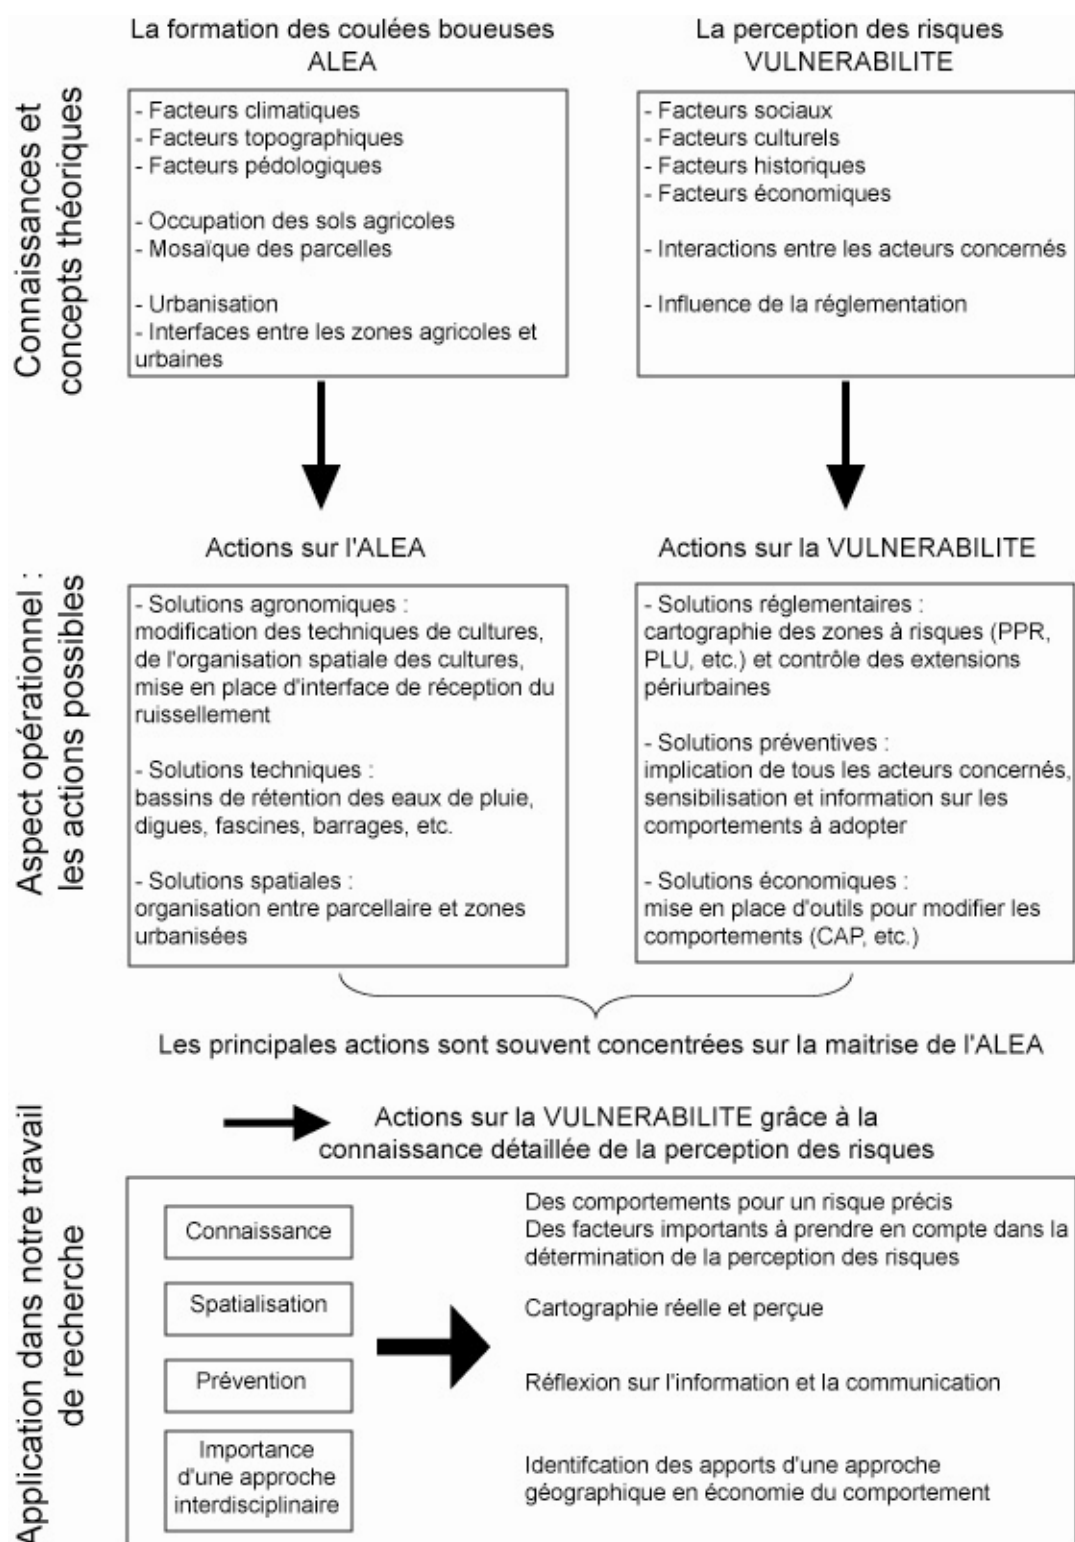 La formation des coulées boueuses
ALEA
La perception des risques
VULNERABILITE
Connaissances et
concepts théoriques
- Facteurs climatiques
- Facteurs topographiques
- Facteurs pédologiques
- Occupation des sols agricoles
- Mosaïque des parcelles
- Urbanisation
- Interfaces entre les zones agricoles et
urbaines
- Facteurs sociaux
- Facteurs culturels
- Facteurs historiques
- Facteurs économiques
- Interactions entre les acteurs concernés
- Influence de la réglementation
Aspect opérationnel :
les actions possibles
Actions sur l'ALEA
- Solutions agronomiques :
modification des techniques de cultures,
de l'organisation spatiale des cultures,
mise en place d'interface de réception du
ruissellement
- Solutions techniques :
bassins de rétention des eaux de pluie,
digues, fascines, barrages, etc.
- Solutions spatiales :
organisation entre parcellaire et zones
urbanisées
Actions sur la VULNERABILITE
- Solutions réglementaires :
cartographie des zones à risques (PPR,
PLU, etc.) et contrôle des extensions
périurbaines
- Solutions préventives :
implication de tous les acteurs concernés,
sensibilisation et information sur les
comportements à adopter
- Solutions économiques :
mise en place d'outils pour modifier les
comportements (CAP, etc.)
Les principales actions sont souvent concentrées sur la maitrise de l'ALEA
Application dans notre travail
de recherche
Actions sur la VULNERABILITE grâce à la
connaissance détaillée de la perception des risques
Connaissance
Des comportements pour un risque précis
Des facteurs importants à prendre en compte dans la
détermination de la perception des risques
Spatialisation
Cartographie réelle et perçue
Prévention
Réflexion sur l'information et la communication
Importance
d'une approche
interdisciplinaire
Identifcation des apports d'une approche
géographique en économie du comportement